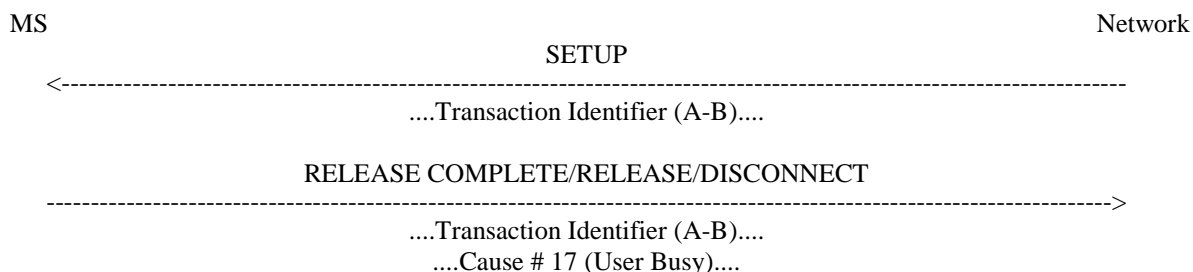 MS Network
SETUP
<------------------------------------------------------------------------------------------------------------------------
....Transaction Identifier (A-B)....
RELEASE COMPLETE/RELEASE/DISCONNECT
------------------------------------------------------------------------------------------------------------------------>
....Transaction Identifier (A-B)....
....Cause # 17 (User Busy)....